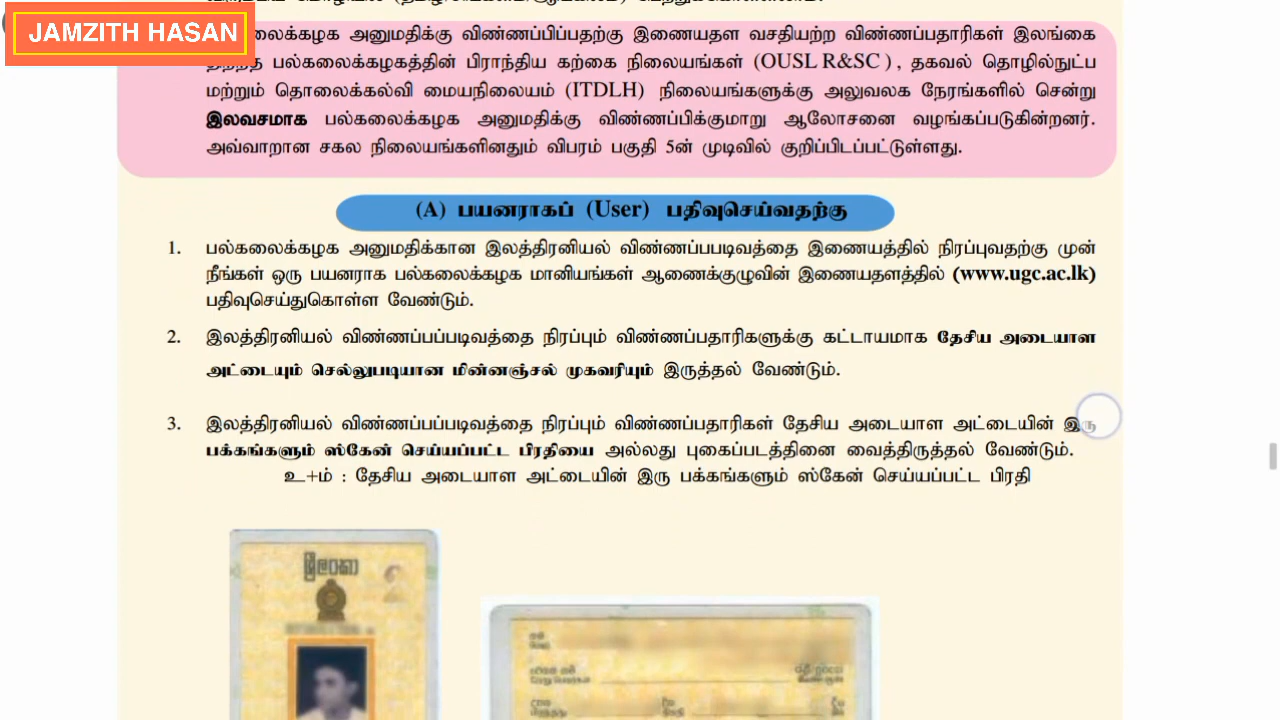 JAMZITH HASAN
அனுமதிக்கு விண்ணப்பிப்பதற்கு இணையதள வசதியற்ற விண்ணப்பதாரிகள் இலங்கை
பல்கலைக்கழகத்தின் பிராந்திய கற்கை நிலையங்கள் (OUSL R&SC), தகவல் தொழில்நுட்ப
மற்றும் தொலைக்கல்வி மையநிலையம் (ITDLH) நிலையங்களுக்கு அலுவலக நேரங்களில் சென்று
இலவசமாக பல்கலைக்கழக அனுமதிக்கு விண்ணப்பிக்குமாறு ஆலோசனை வழங்கப்படுகின்றனர்.
அவ்வாறான சகல நிலையங்களினதும் விபரம் பகுதி 5ன் முடிவில் குறிப்பிடப்பட்டுள்ளது.
(A) பயனராகப் (User) பதிவுசெய்வதற்கு
1. பல்கலைக்கழக அனுமதிக்கான இலத்திரனியல் விண்ணப்பபடிவத்தை இணையத்தில் நிரப்புவதற்கு முன்
நீங்கள் ஒரு பயனராக பல்கலைக்கழக மானியங்கள் ஆணைக்குழுவின் இணையதளத்தில் (www.ugc.ac.lk)
பதிவுசெய்துகொள்ள வேண்டும்.
2. இலத்திரனியல் விண்ணப்பப்படிவத்தை நிரப்பும் விண்ணப்பதாரிகளுக்கு கட்டாயமாக தேசிய அடையாள
அட்டையும் செல்லுபடியான மின்னஞ்சல் முகவரியும் இருத்தல் வேண்டும்.
3. இலத்திரனியல் விண்ணப்பப்படிவத்தை நிரப்பும் விண்ணப்பதாரிகள் தேசிய அடையாள அட்டையின் இரு
பக்கங்களும் ஸ்கேன் செய்யப்பட்ட பிரதியை அல்லது புகைப்படத்தினை வைத்திருத்தல் வேண்டும்.
உ+ம் : தேசிய அடையாள அட்டையின் இரு பக்கங்களும் ஸ்கேன் செய்யப்பட்ட பிரதி